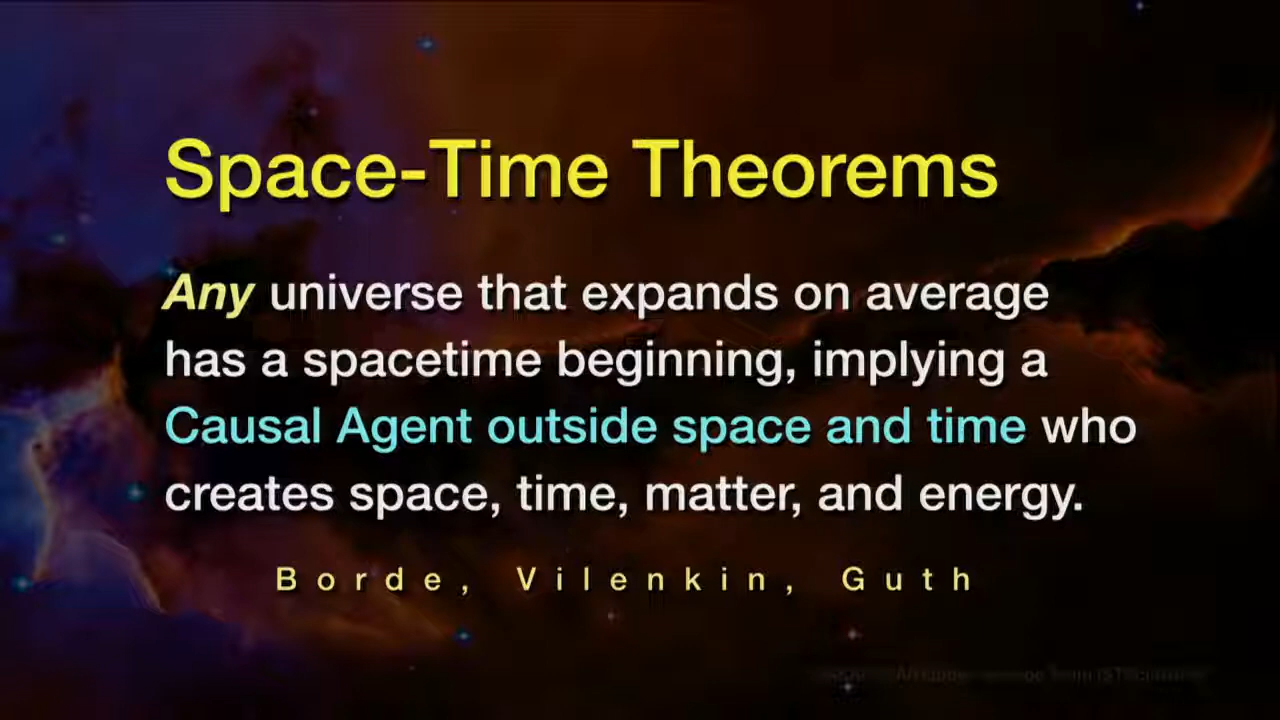 Space-Time Theorems
Any universe that expands on average
has a spacetime beginning, implying a
Causal Agent outside space and time who
creates space, time, matter, and energy.
Borde, Vilenkin, Guth